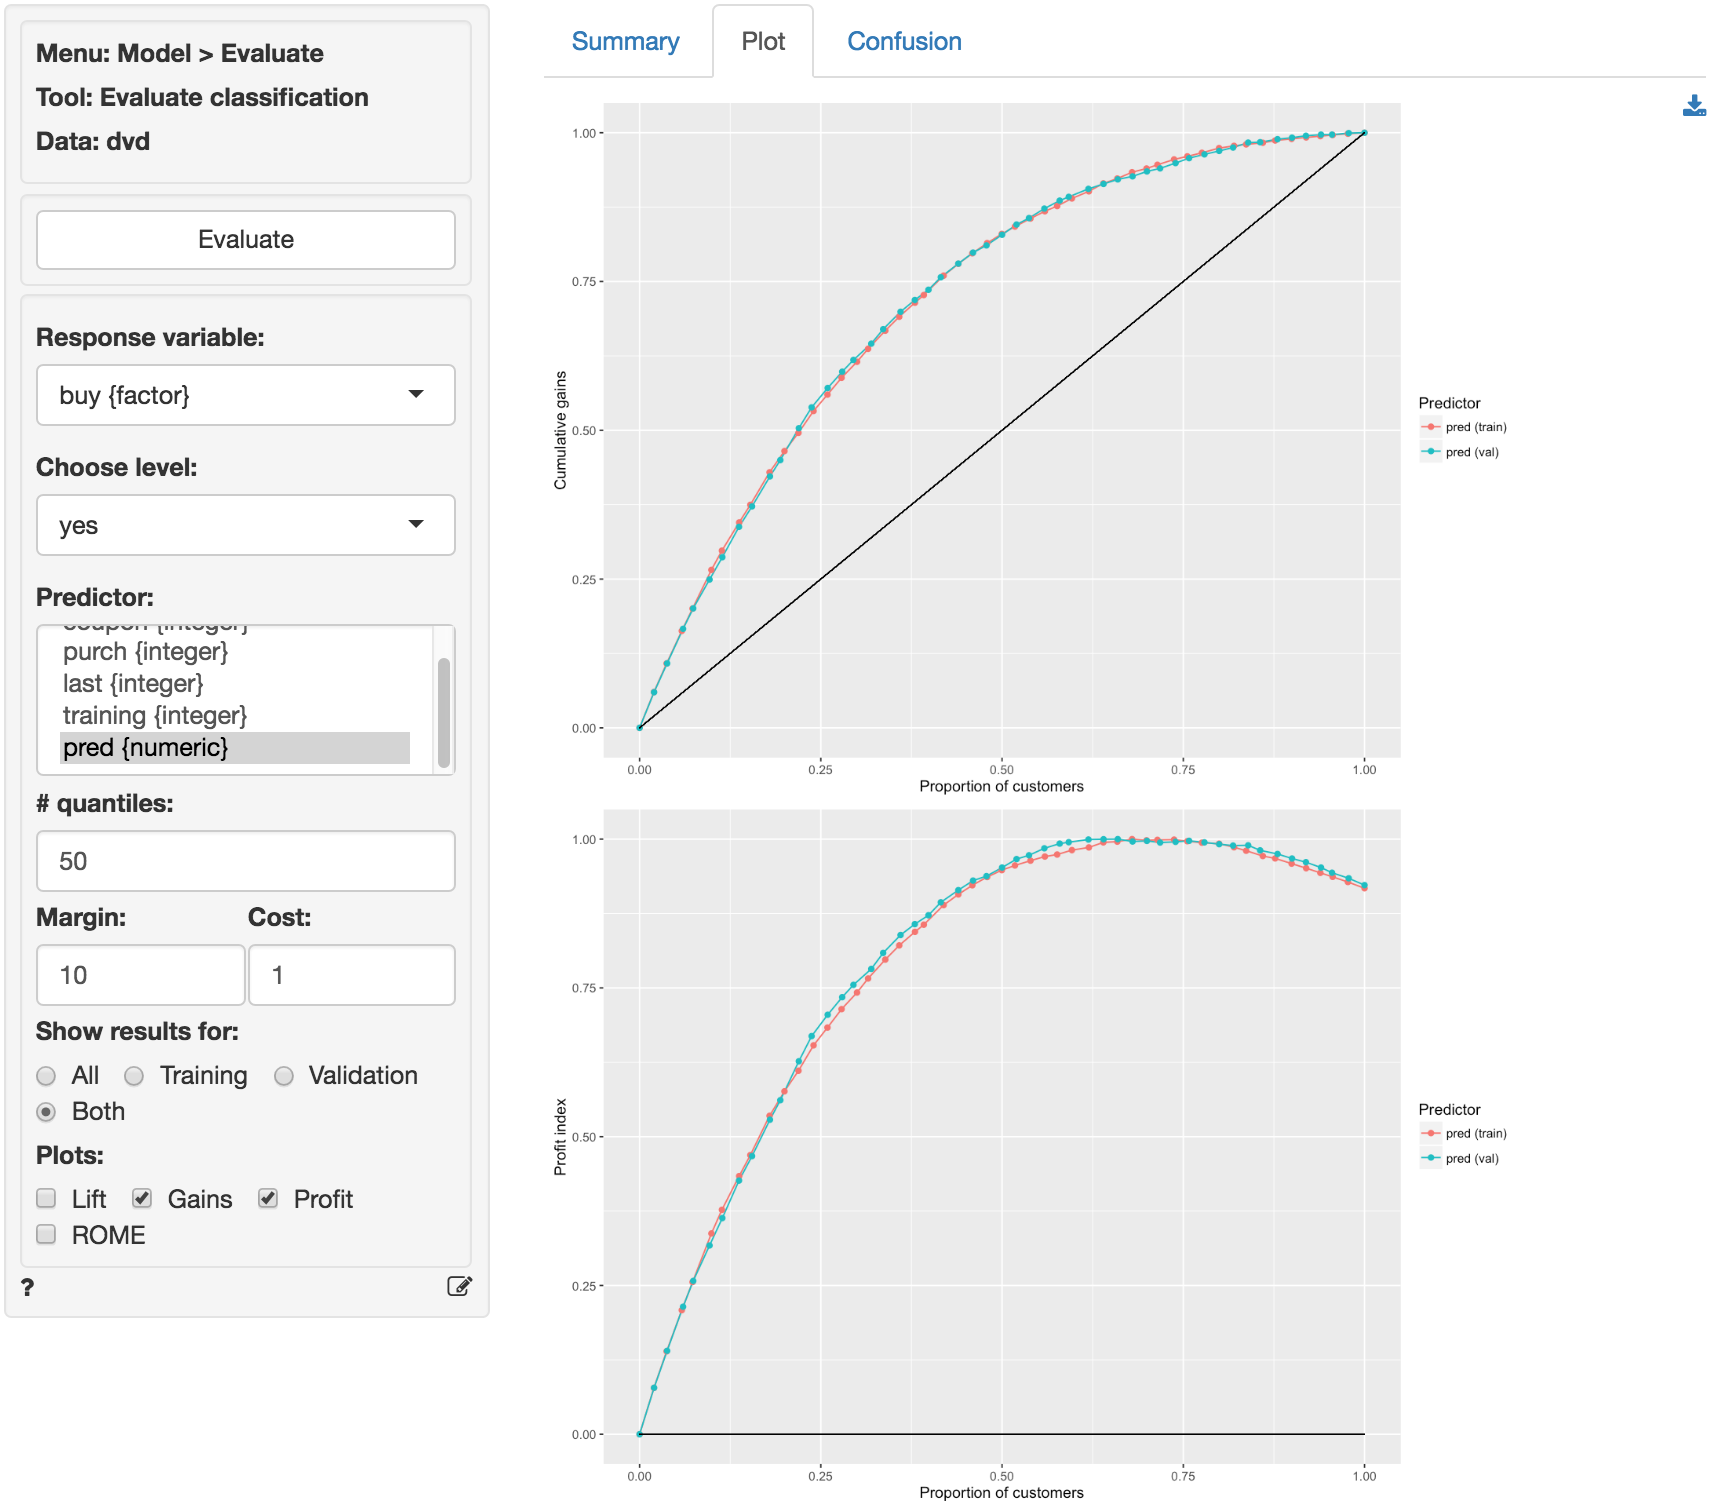 Menu: Model > Evaluate
Tool: Evaluate classification
Data: dvd
Evaluate
Response variable:
buy {factor}
Choose level:
yes
Predictor:
coupon {integer}
purch {integer}
last {integer}
training {integer}
pred {numeric}
# quantiles:
50
Margin: Cost:
10 1
Show results for:
All Training Validation
Both
Plots:
Lift Gains Profit
ROME
?
Summary Plot Confusion
1.00
0.75
0.50
0.25
0.00
Cumulative gains
0.00 0.25 0.50 0.75 1.00
Proportion of customers
Predictor
pred (train)
pred (val)
1.00
0.75
0.50
0.25
0.00
Profit index
0.00 0.25 0.50 0.75 1.00
Proportion of customers
Predictor
pred (train)
pred (val)